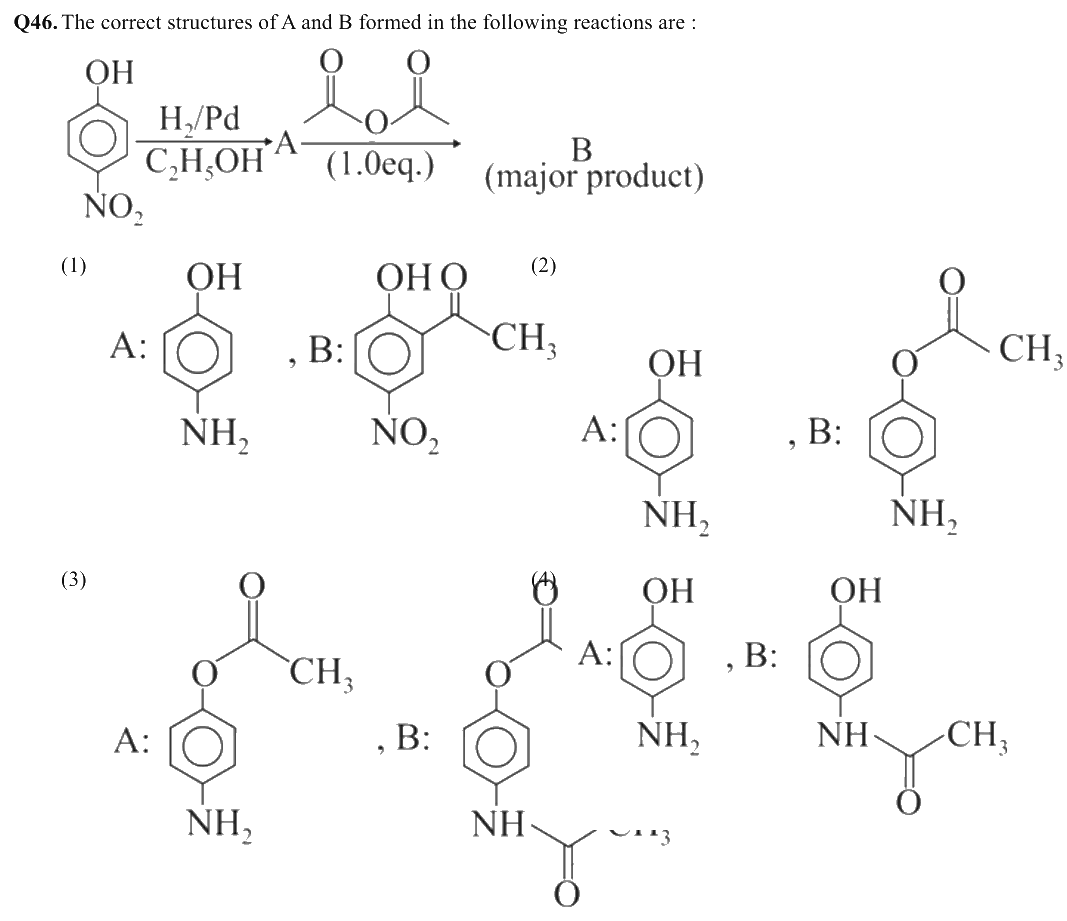 Q46. The correct structures of A and B formed in the following reactions are :
OH
NO₂
H₂/Pd
C₂H₅OH
A
O O
O
(1.0eq.)
B
(major product)
(1)
A:
OH
NH₂
, B:
OH O
CH₃
NO₂
(2)
A:
OH
NH₂
, B:
O
O
CH₃
NH₂
(3)
A:
O
O
CH₃
NH₂
, B:
O
O
NH
CH₃
O
(4)
A:
OH
NH₂
, B:
OH
NH
CH₃
O